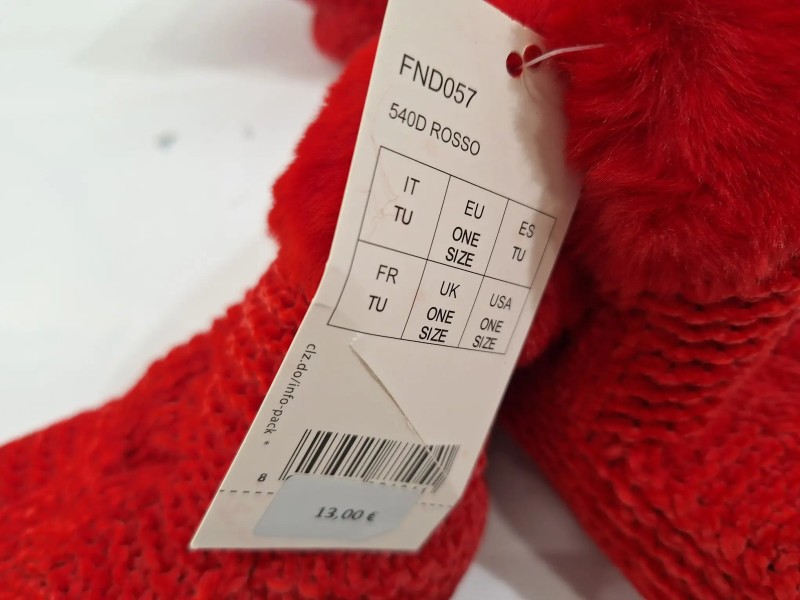 FND057
540D ROSSO
IT
TU
EU
ONE
SIZE
ES
TU
FR
TU
UK
ONE
SIZE
USA
ONE
SIZE
clz.do/info-pack *
8
13,00 €